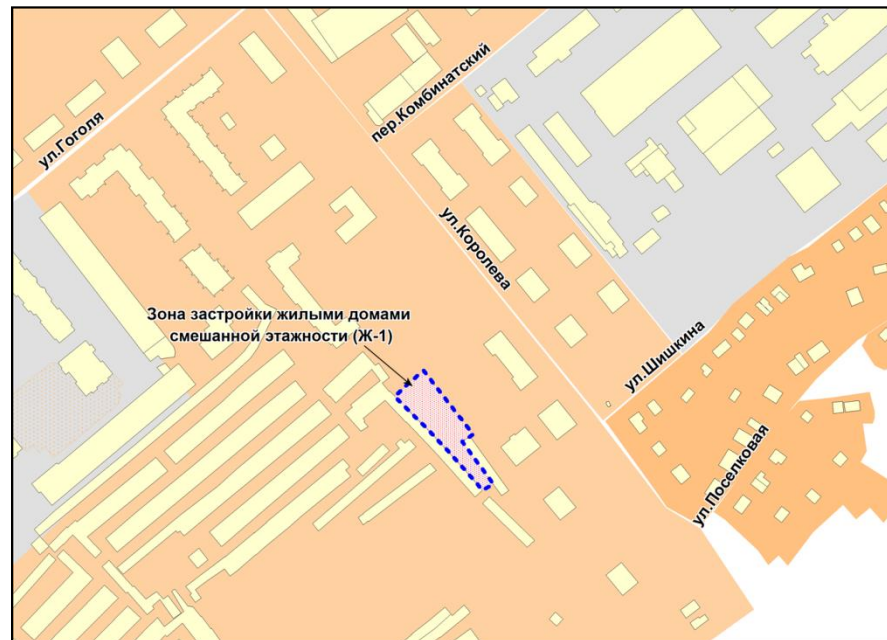 пер.Комбинатский
ул.Гоголя
ул.Королева
Зона застройки жилыми домами
смешанной этажности (Ж-1)
ул.Шишкина
ул.Поселковая